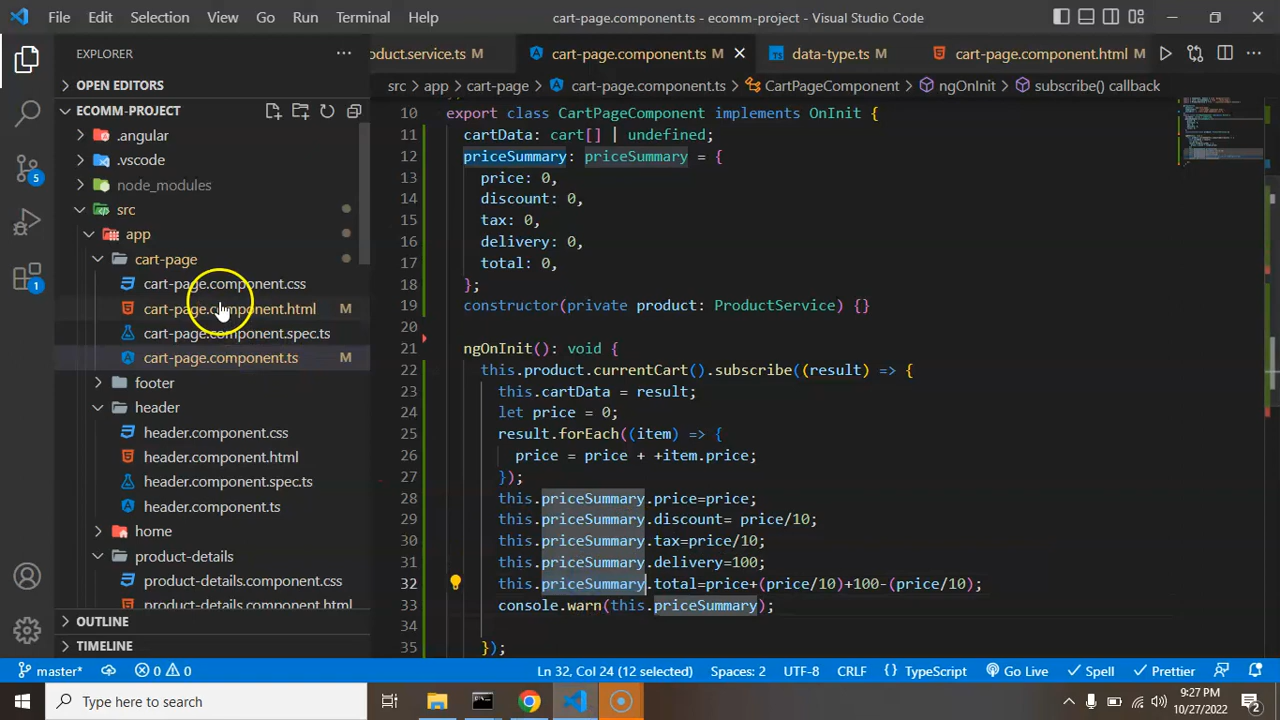 File Edit Selection View Go Run Terminal Help cart-page.component.ts - ecomm-project - Visual Studio Code
EXPLORER
oduct.service.ts M cart-page.component.ts M data-type.ts M cart-page.component.html M
OPEN EDITORS
src > app > cart-page > cart-page.component.ts > CartPageComponent > ngOnInit > subscribe() callback
ECOMM-PROJECT
.angular
.vscode
node_modules
src
app
cart-page
cart-page.component.css
cart-page.component.html M
cart-page.component.spec.ts
cart-page.component.ts M
footer
header
header.component.css
header.component.html
header.component.spec.ts
header.component.ts
home
product-details
product-details.component.css
product-details.component.html
OUTLINE
TIMELINE
5
1
10 export class CartPageComponent implements OnInit {
11 cartData: cart[] | undefined;
12 priceSummary: priceSummary = {
13 price: 0,
14 discount: 0,
15 tax: 0,
16 delivery: 0,
17 total: 0,
18 };
19 constructor(private product: ProductService) {}
20
21 ngOnInit(): void {
22 this.product.currentCart().subscribe((result) => {
23 this.cartData = result;
24 let price = 0;
25 result.forEach((item) => {
26 price = price + +item.price;
27 });
28 this.priceSummary.price=price;
29 this.priceSummary.discount= price/10;
30 this.priceSummary.tax=price/10;
31 this.priceSummary.delivery=100;
32 this.priceSummary.total=price+(price/10)+100-(price/10);
33 console.warn(this.priceSummary);
34
35 });
master* 0 0 Ln 32, Col 24 (12 selected) Spaces: 2 UTF-8 CRLF { } TypeScript Go Live Spell Prettier
Type here to search
9:27 PM
10/27/2022
2